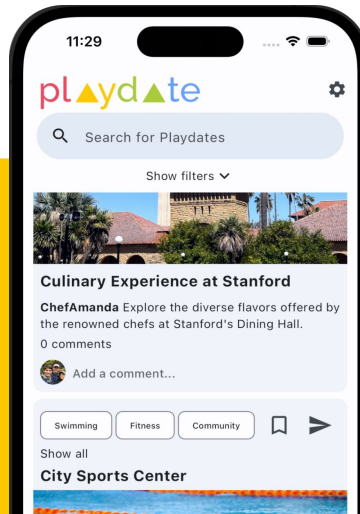 11:29
playdate
Search for Playdates
Show filters
Culinary Experience at Stanford
ChefAmanda Explore the diverse flavors offered by
the renowned chefs at Stanford's Dining Hall.
0 comments
Add a comment...
Swimming Fitness Community
Show all
City Sports Center